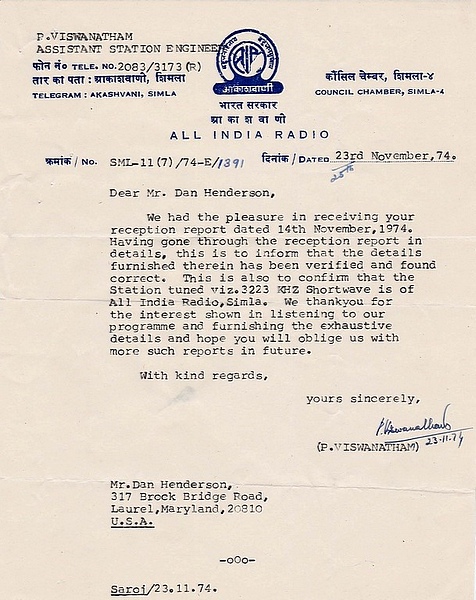 P.VISWANATHAM
ASSISTANT STATION ENGINEER
फोन नं० TELE. NO. 2083/3173 (R)
तार का पता : आकाशवाणी, शिमला
TELEGRAM : AKASHVANI, SIMLA
AIR
आकाशवाणी
कौंसिल चेम्बर, शिमला-४
COUNCIL CHAMBER, SIMLA-4
भारत सरकार
आकाशवाणी
ALL INDIA RADIO
क्रमांक / NO. SML-11(7)/74-E/1391 दिनांक / DATED 23rd November,74.
25th
Dear Mr. Dan Henderson,
We had the pleasure in receiving your
reception report dated 14th November,1974.
Having gone through the reception report in
details, this is to inform that the details
furnished therein has been verified and found
correct. This is also to confirm that the
Station tuned viz.3223 KHZ Shortwave is of
All India Radio,Simla. We thankyou for
the interest shown in listening to our
programme and furnishing the exhaustive
details and hope you will oblige us with
more such reports in future.
With kind regards,
yours sincerely,
P.Viswanatham
23.11.74
(P.VISWANATHAM)
Mr.Dan Henderson,
317 Brock Bridge Road,
Laurel,Maryland,20810
U.S.A.
-oOo-
Saroj/23.11.74.